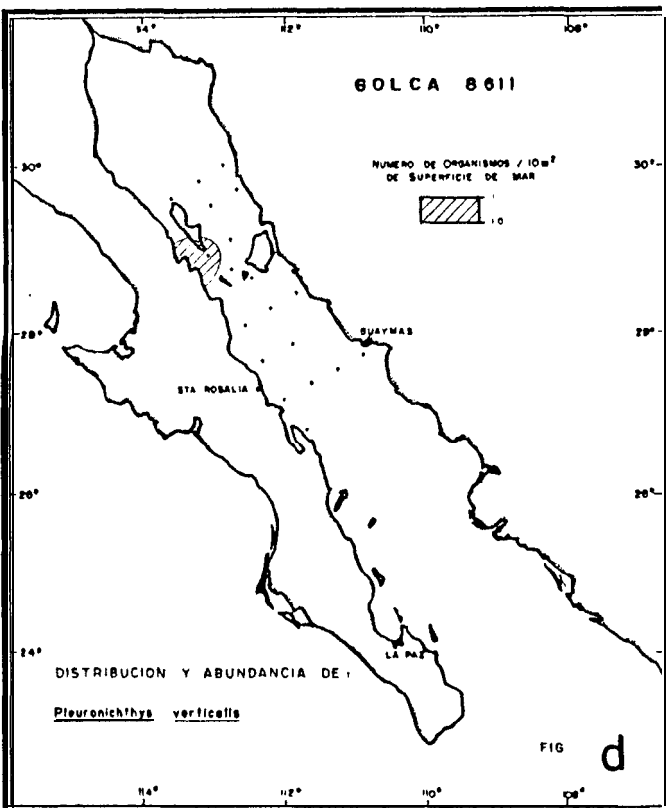 114° 112° 110° 108°
GOLCA 8611
NUMERO DE ORGANISMOS / 10m²
DE SUPERFICIE DE MAR
1
10
30° 30°
GUAYMAS
28° 28°
STA ROSALIA
26° 26°
24° 24°
LA PAZ
DISTRIBUCION Y ABUNDANCIA DE:
Pleuronichthys verticalis
FIG d
114° 112° 110° 108°